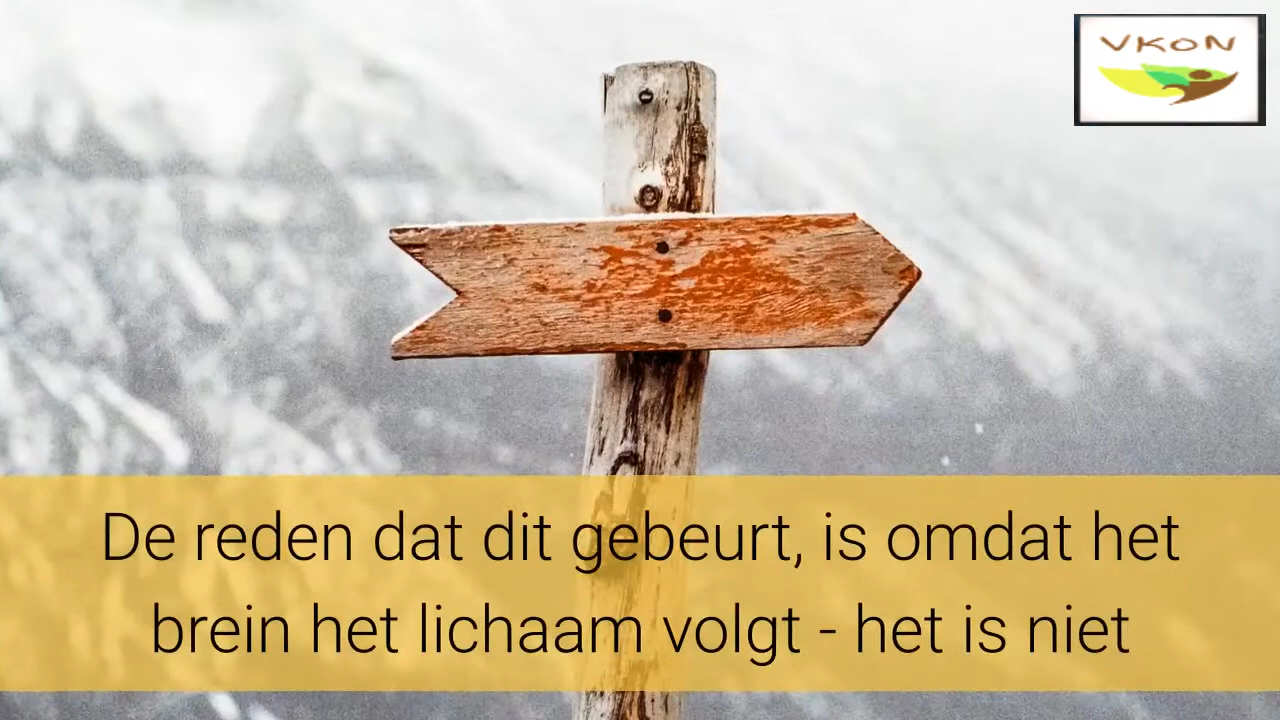 VKON
De reden dat dit gebeurt, is omdat het
brein het lichaam volgt - het is niet